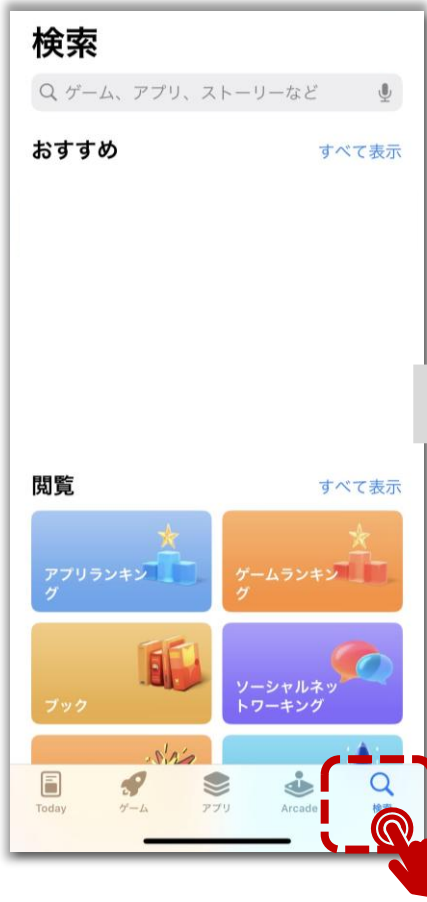 検索
ゲーム、アプリ、ストーリーなど
おすすめ
すべて表示
閲覧
すべて表示
アプリランキン
グ
ゲームランキン
グ
ブック
ソーシャルネッ
トワーキング
Today
ゲーム
アプリ
Arcade
検索